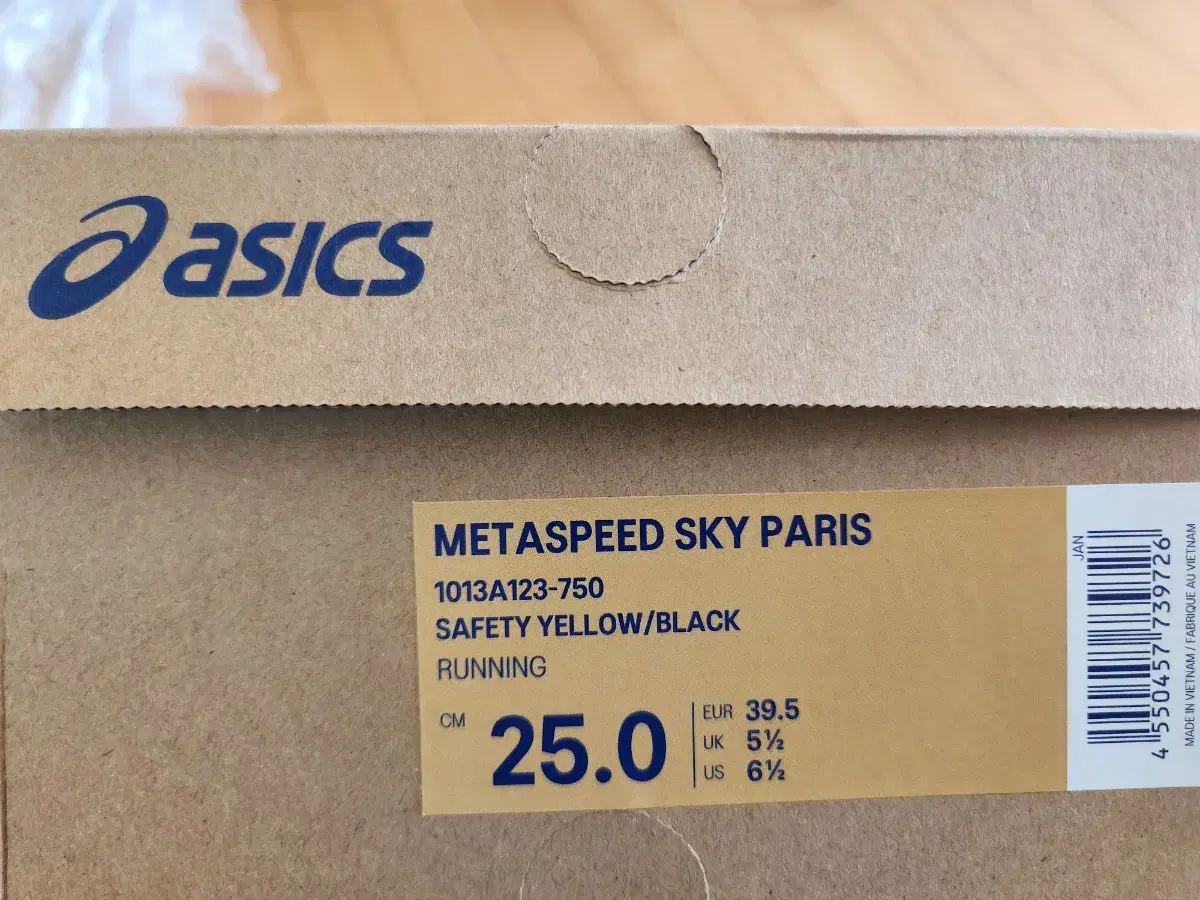 asics
METASPEED SKY PARIS
1013A123-750
SAFETY YELLOW/BLACK
RUNNING
CM 25.0
EUR 39.5
UK 5½
US 6½
JAN
4 550457 739726
MADE IN VIETNAM / FABRIQUE AU VIETNAM